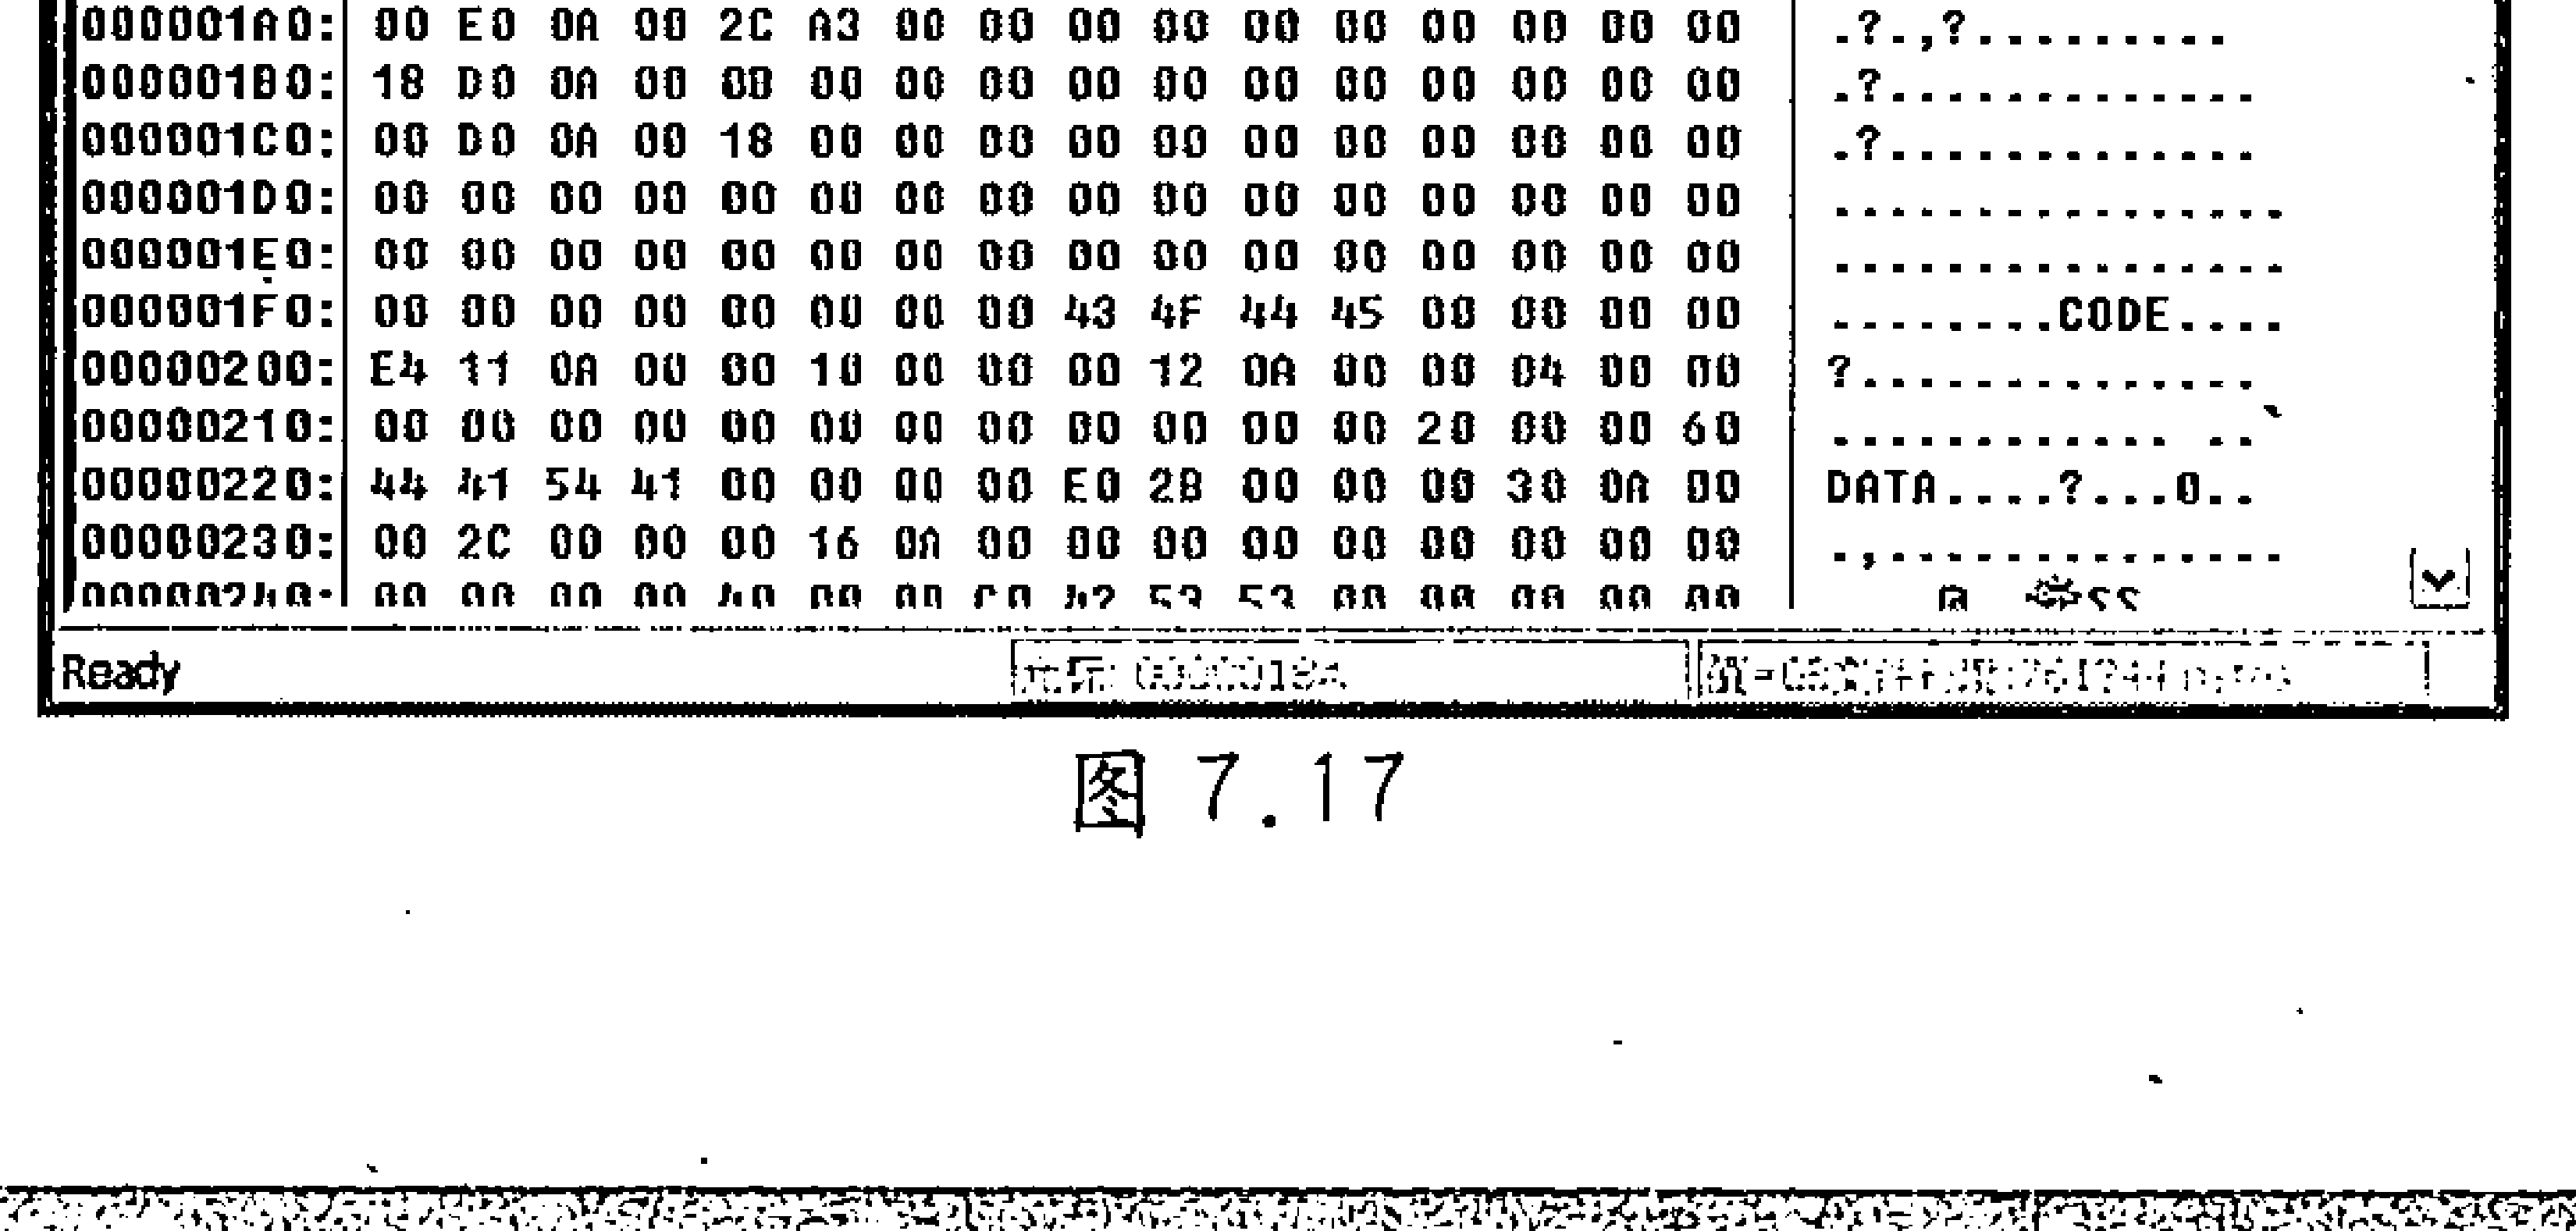 000001A0: 00 E0 0A 00 2C A3 00 00 00 00 00 00 00 00 00 00 .?.,?.........
000001B0: 18 D0 0A 00 00 00 00 00 00 00 00 00 00 00 00 00 .?.............
000001C0: 00 D0 0A 00 18 00 00 00 00 00 00 00 00 00 00 00 .?.............
000001D0: 00 00 00 00 00 00 00 00 00 00 00 00 00 00 00 00 ................
000001E0: 00 00 00 00 00 00 00 00 00 00 00 00 00 00 00 00 ................
000001F0: 00 00 00 00 00 00 00 00 43 4F 44 45 00 00 00 00 ........CODE....
00000200: E4 11 0A 00 00 10 00 00 00 12 0A 00 00 04 00 00 ?..............
00000210: 00 00 00 00 00 00 00 00 00 00 00 00 20 00 00 60 ............ ..`
00000220: 44 41 54 41 00 00 00 00 E0 2B 00 00 00 30 0A 00 DATA....?...0..
00000230: 00 2C 00 00 00 16 0A 00 00 00 00 00 00 00 00 00 .,..............
Ready
图 7.17